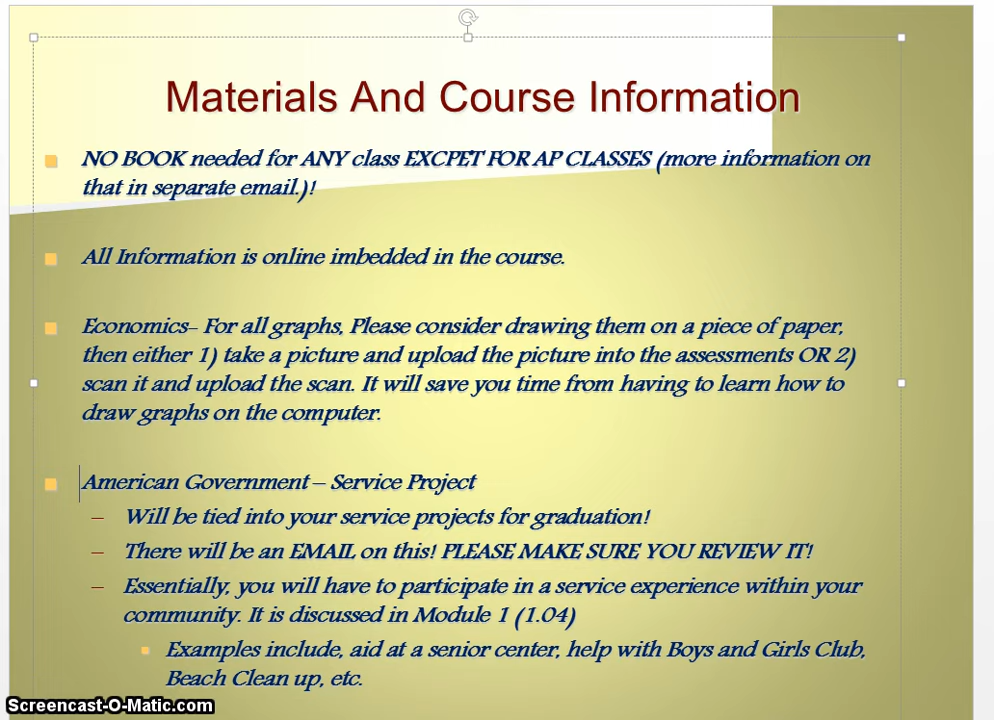 Materials And Course Information
NO BOOK needed for ANY class EXCPET FOR AP CLASSES (more information on
that in separate email.)!
All Information is online imbedded in the course.
Economics– For all graphs, Please consider drawing them on a piece of paper,
then either 1) take a picture and upload the picture into the assessments OR 2)
scan it and upload the scan. It will save you time from having to learn how to
draw graphs on the computer.
American Government – Service Project
– Will be tied into your service projects for graduation!
– There will be an EMAIL on this! PLEASE MAKE SURE YOU REVIEW IT!
– Essentially, you will have to participate in a service experience within your
community. It is discussed in Module 1 (1.04)
Examples include, aid at a senior center, help with Boys and Girls Club,
Beach Clean up, etc.
Screencast-O-Matic.com